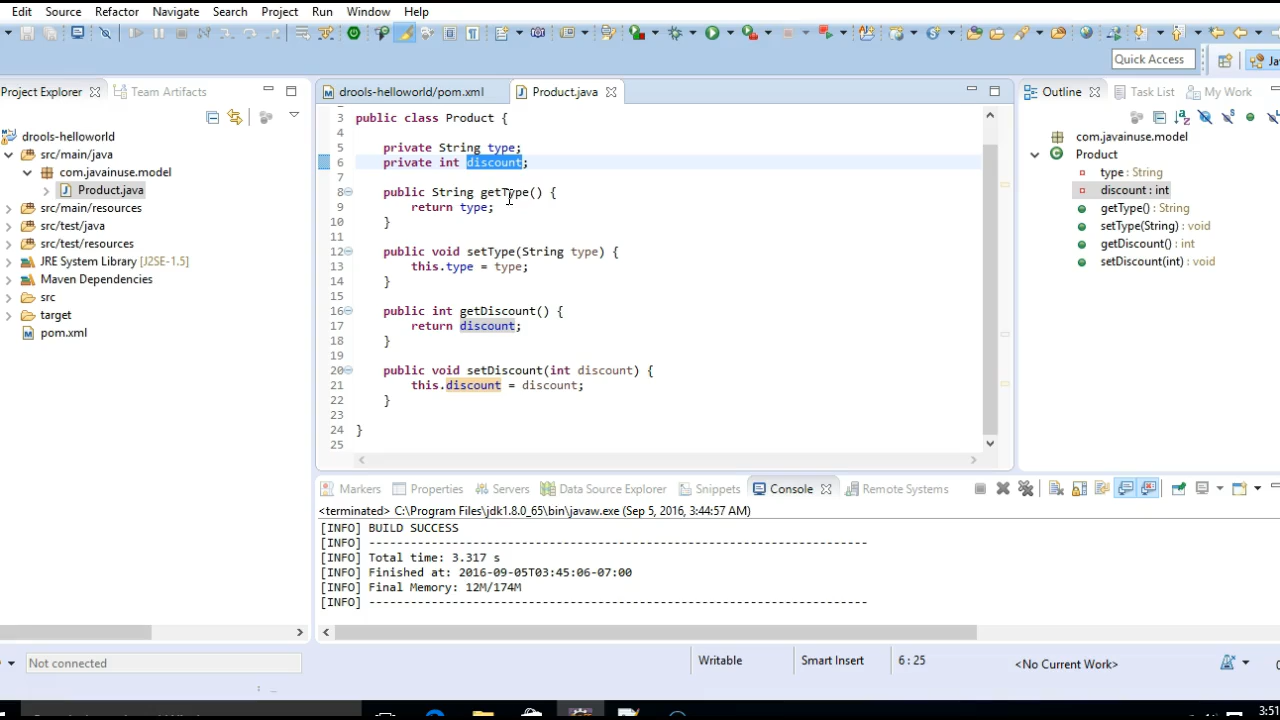 Edit Source Refactor Navigate Search Project Run Window Help
Quick Access
Project Explorer Team Artifacts
drools-helloworld
src/main/java
com.javainuse.model
Product.java
src/main/resources
src/test/java
src/test/resources
JRE System Library [J2SE-1.5]
Maven Dependencies
src
target
pom.xml
drools-helloworld/pom.xml Product.java
3 public class Product {
4
5 private String type;
6 private int discount;
7
8 public String getType() {
9 return type;
10 }
11
12 public void setType(String type) {
13 this.type = type;
14 }
15
16 public int getDiscount() {
17 return discount;
18 }
19
20 public void setDiscount(int discount) {
21 this.discount = discount;
22 }
23
24 }
25
Outline Task List My Work
com.javainuse.model
Product
type : String
discount : int
getType() : String
setType(String) : void
getDiscount() : int
setDiscount(int) : void
Markers Properties Servers Data Source Explorer Snippets Console Remote Systems
<terminated> C:\Program Files\jdk1.8.0_65\bin\javaw.exe (Sep 5, 2016, 3:44:57 AM)
[INFO] BUILD SUCCESS
[INFO] ------------------------------------------------------------------------
[INFO] Total time: 3.317 s
[INFO] Finished at: 2016-09-05T03:45:06-07:00
[INFO] Final Memory: 12M/174M
[INFO] ------------------------------------------------------------------------
Not connected
Writable Smart Insert 6 : 25 <No Current Work>
3:51